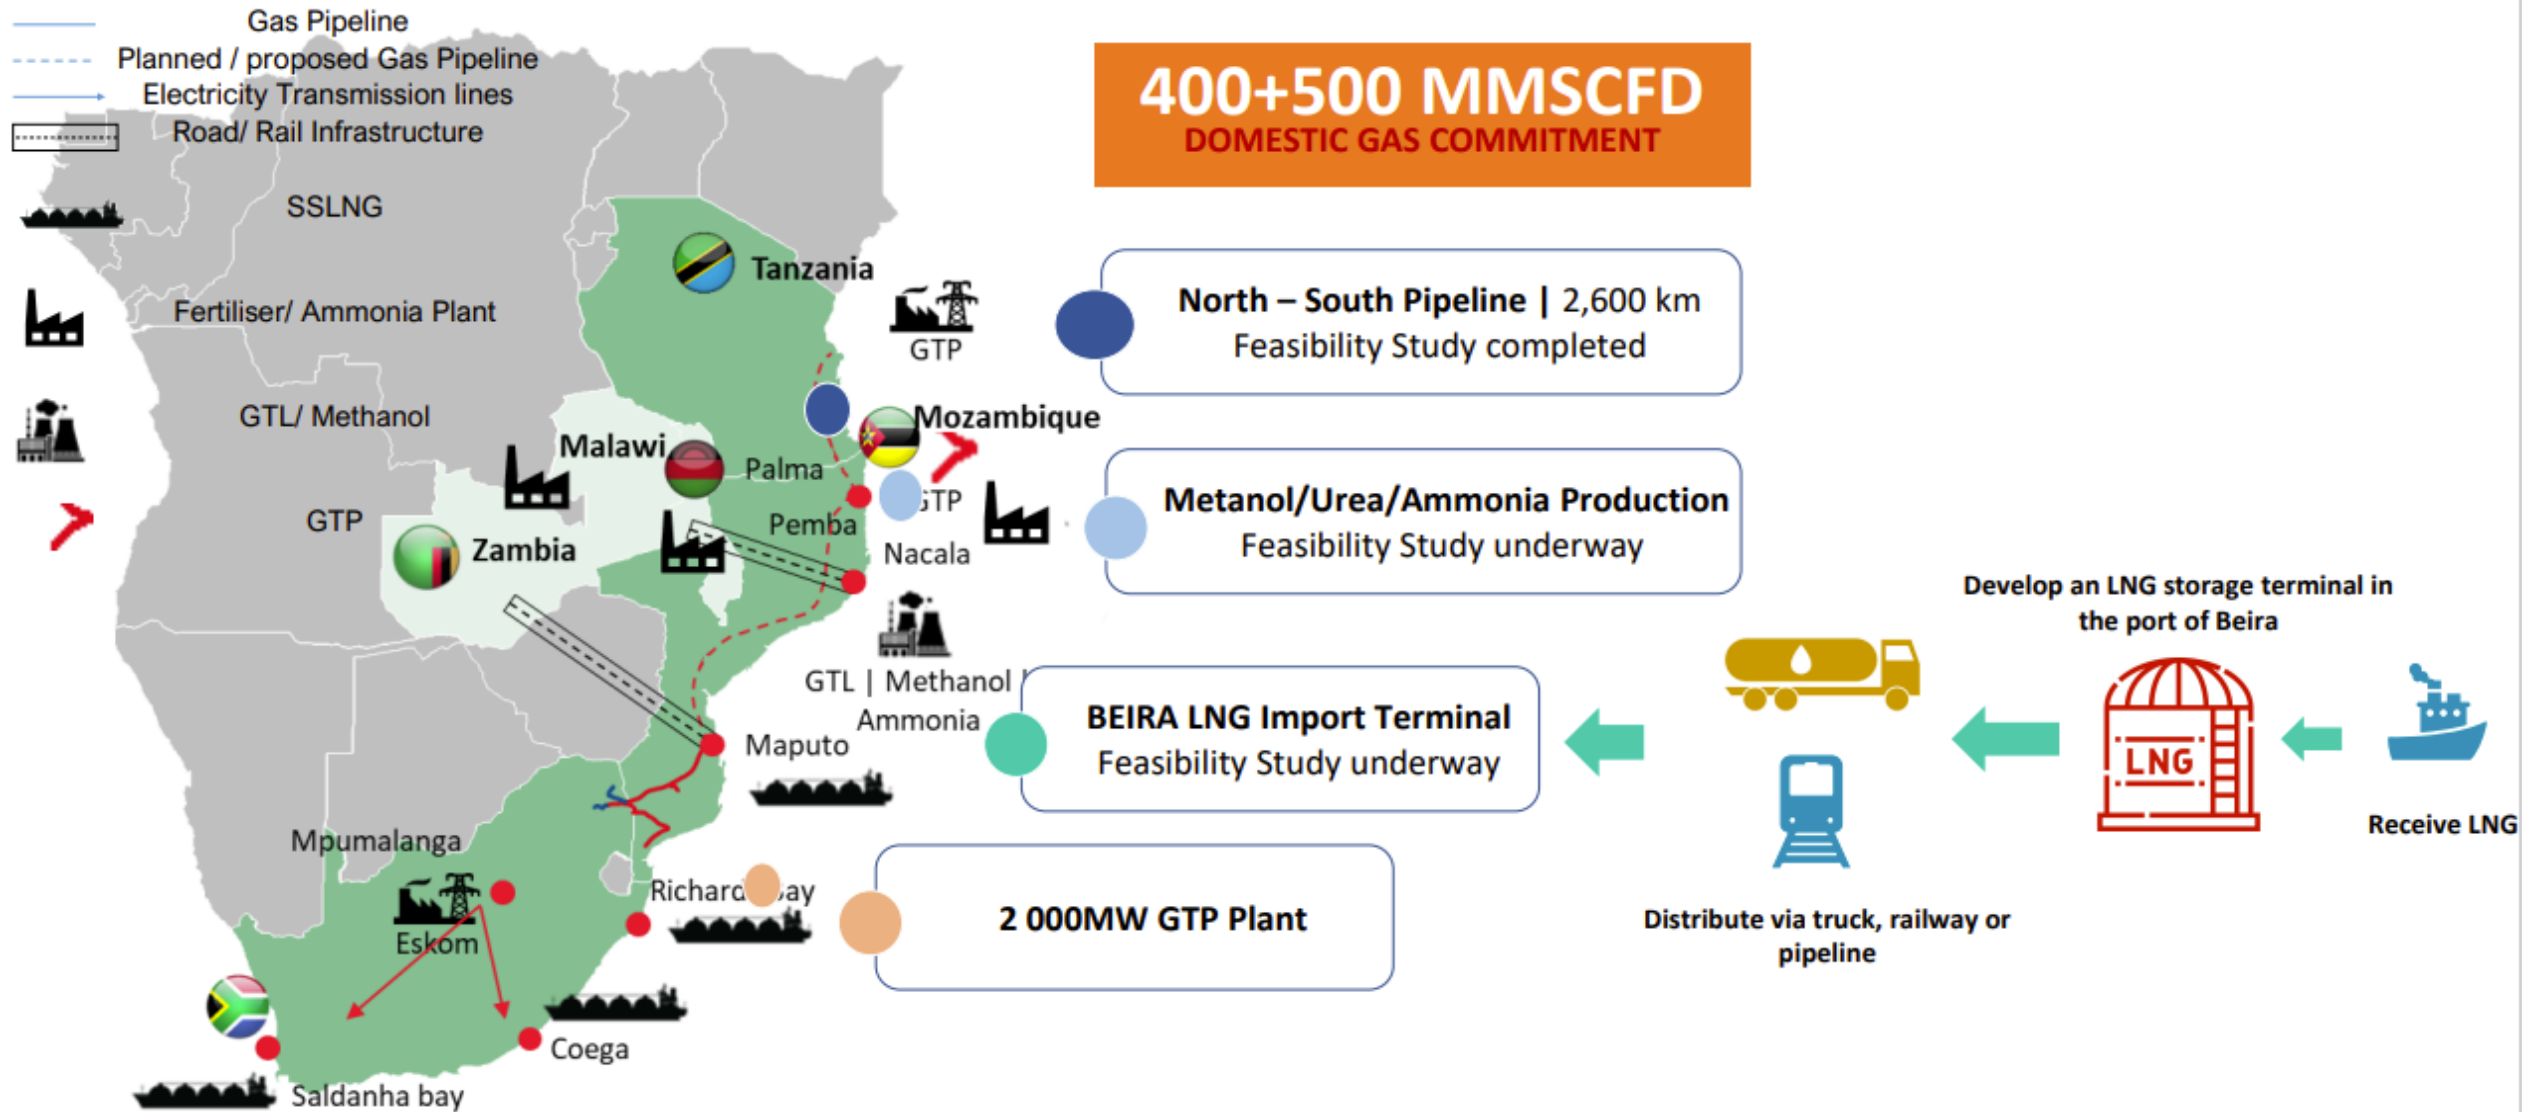 Gas Pipeline
Planned / proposed Gas Pipeline
Electricity Transmission lines
Road/ Rail Infrastructure
SSLNG
Fertiliser/ Ammonia Plant
GTL/ Methanol
GTP
400+500 MMSCFD
DOMESTIC GAS COMMITMENT
Tanzania
GTP
North – South Pipeline | 2,600 km
Feasibility Study completed
Mozambique
Malawi
Palma
GTP
Pemba
Nacala
Zambia
Metanol/Urea/Ammonia Production
Feasibility Study underway
GTL | Methanol |
Ammonia
Maputo
BEIRA LNG Import Terminal
Feasibility Study underway
Develop an LNG storage terminal in
the port of Beira
LNG
Receive LNG
Distribute via truck, railway or
pipeline
Mpumalanga
Eskom
Richard ay
2 000MW GTP Plant
Coega
Saldanha bay